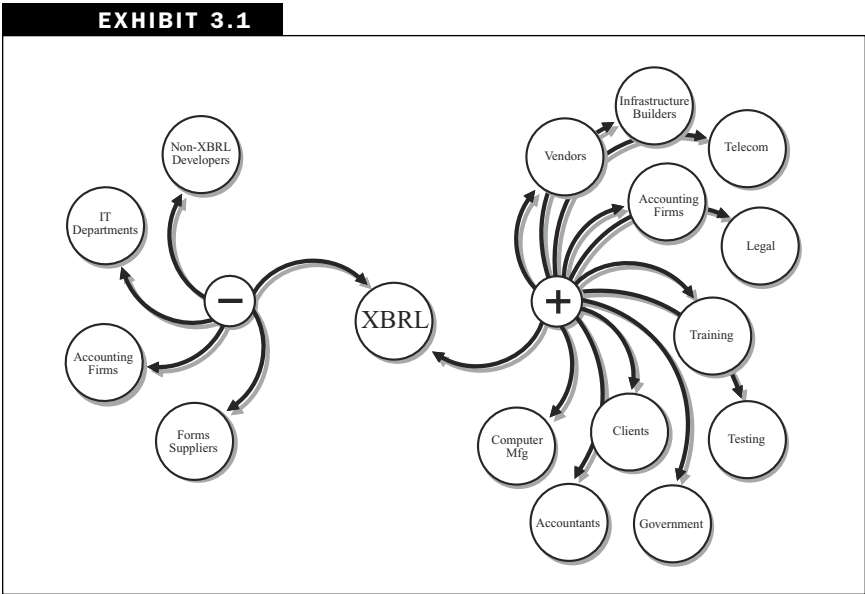 EXHIBIT 3.1
Non-XBRL
Developers
IT
Departments
Accounting
Firms
Forms
Suppliers
−
XBRL
+
Vendors
Infrastructure
Builders
Telecom
Accounting
Firms
Legal
Training
Testing
Clients
Government
Accountants
Computer
Mfg